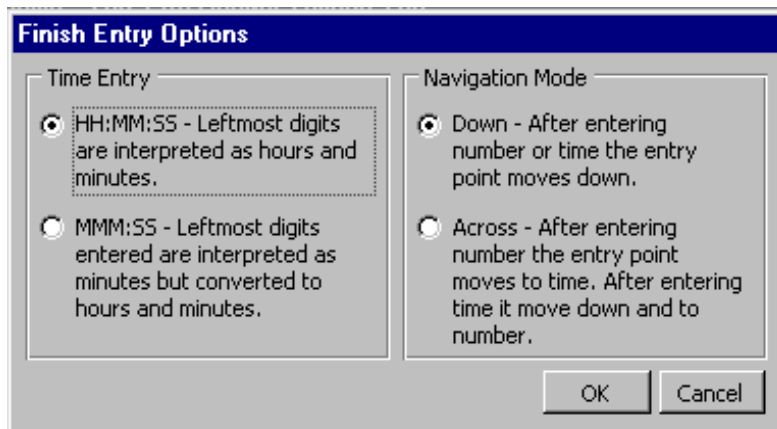 Finish Entry Options
Time Entry
HH:MM:SS - Leftmost digits
are interpreted as hours and
minutes.
MMM:SS - Leftmost digits
entered are interpreted as
minutes but converted to
hours and minutes.
Navigation Mode
Down - After entering
number or time the entry
point moves down.
Across - After entering
number the entry point
moves to time. After entering
time it move down and to
number.
OK
Cancel